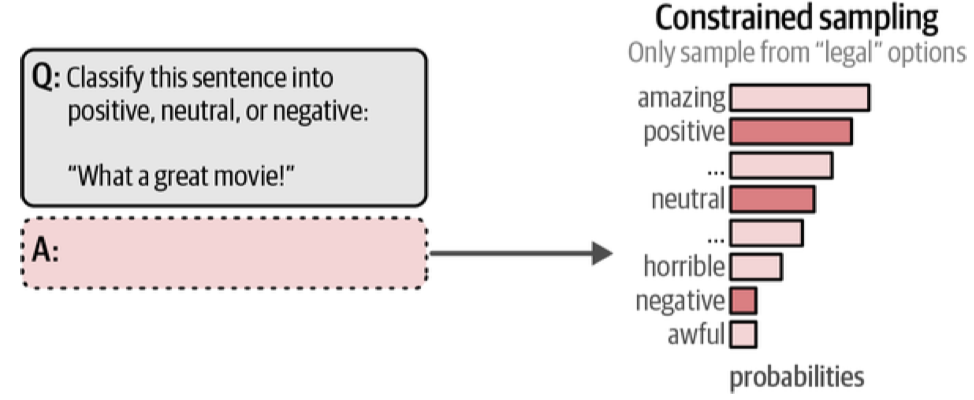 Constrained sampling
Only sample from “legal” options
Q: Classify this sentence into
positive, neutral, or negative:
“What a great movie!”
A:
amazing
positive
...
neutral
...
horrible
negative
awful
probabilities